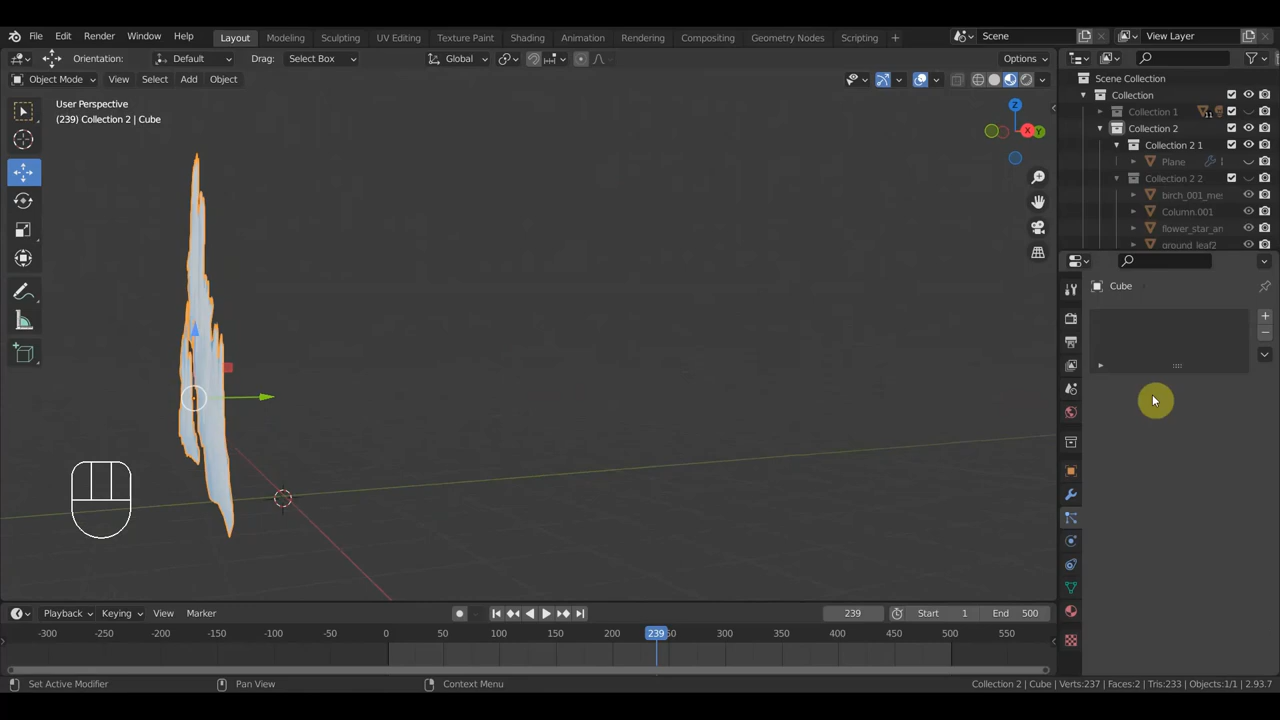 File Edit Render Window Help Layout Modeling Sculpting UV Editing Texture Paint Shading Animation Rendering Compositing Geometry Nodes Scripting + Scene View Layer
Orientation: Default Drag: Select Box Global Options
Object Mode View Select Add Object
User Perspective
(239) Collection 2 | Cube
Z
X
Y
Scene Collection
Collection
Collection 1 11
Collection 2
Collection 2 1
Plane
Collection 2 2
birch_001_me
Column.001
flower_star_an
ground_leaf2
Cube
Playback Keying View Marker 239 Start 1 End 500
-300 -250 -200 -150 -100 -50 0 50 100 150 200 239 50 300 350 400 450 500 550
Set Active Modifier Pan View Context Menu Collection 2 | Cube | Verts:237 | Faces:2 | Tris:233 | Objects:1/1 | 2.93.7